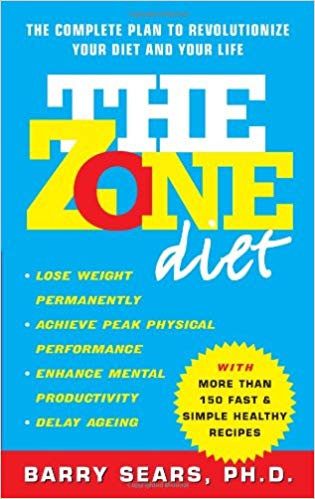 THE COMPLETE PLAN TO REVOLUTIONIZE
YOUR DIET AND YOUR LIFE
THE
ZONE
diet
• LOSE WEIGHT
PERMANENTLY
• ACHIEVE PEAK PHYSICAL
PERFORMANCE
• ENHANCE MENTAL
PRODUCTIVITY
• DELAY AGEING
WITH
MORE THAN
150 FAST &
SIMPLE HEALTHY
RECIPES
BARRY SEARS, PH.D.